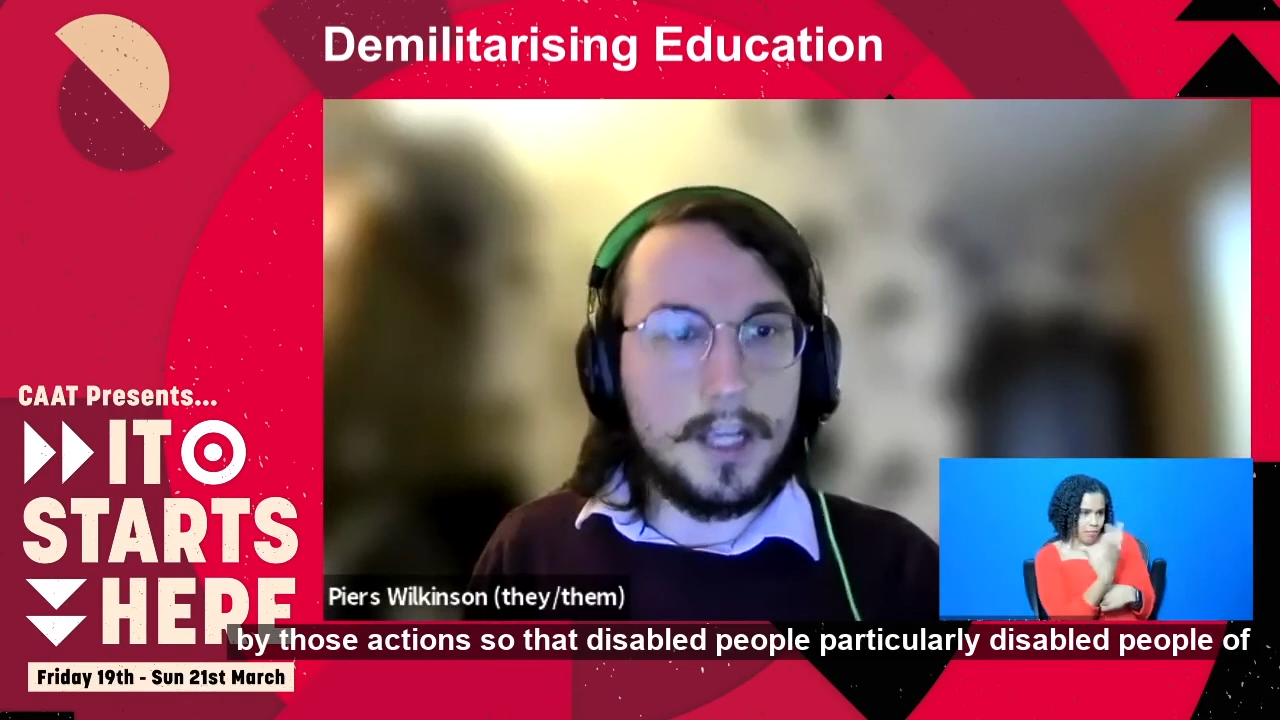 Demilitarising Education
CAAT Presents...
IT
STARTS
HERE
Friday 19th - Sun 21st March
Piers Wilkinson (they/them)
by those actions so that disabled people particularly disabled people of